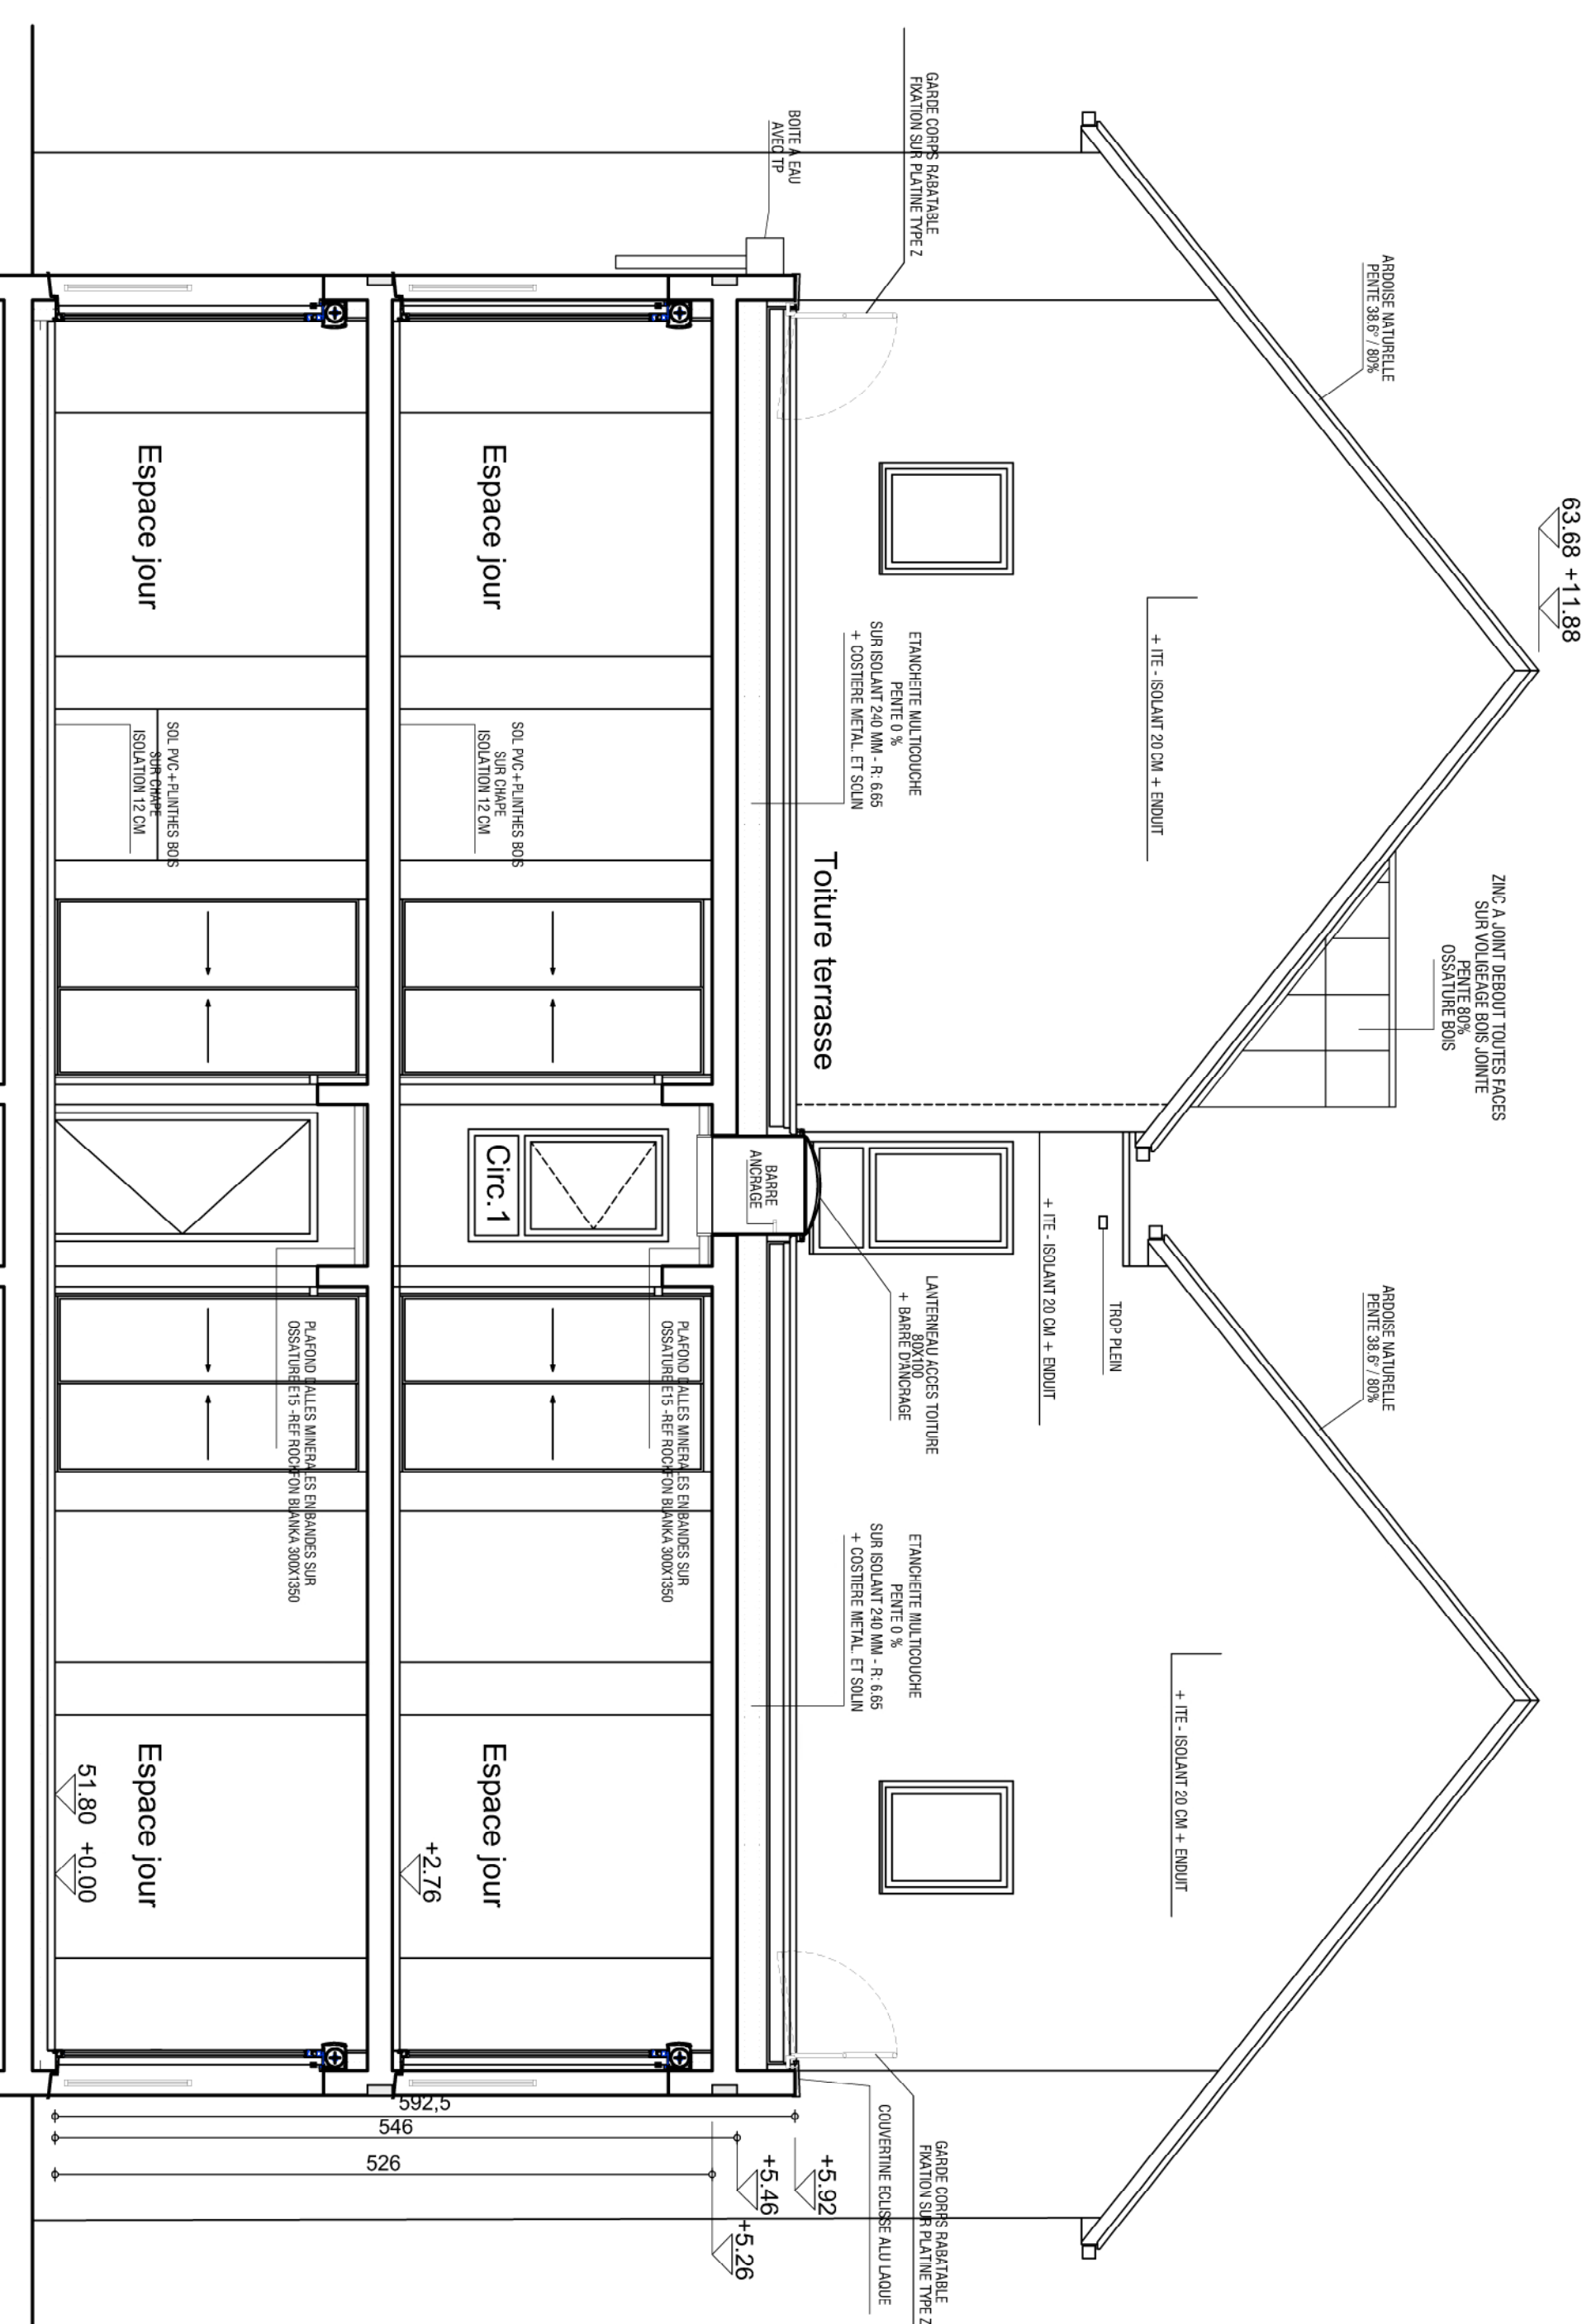 63.68 +11.88
ZINC A JOINT DEBOUT TOUTES FACES
SUR VOLIGEAGE BOIS JOINTE
PENTE 80%
OSSATURE BOIS
ARDOISE NATURELLE
PENTE 38.6° / 80%
ARDOISE NATURELLE
PENTE 38.6° / 80%
+ ITE - ISOLANT 20 CM + ENDUIT
+ ITE - ISOLANT 20 CM + ENDUIT
TROP PLEIN
+ ITE - ISOLANT 20 CM + ENDUIT
GARDE CORPS RABATABLE
FIXATION SUR PLATINE TYPE Z
ETANCHEITE MULTICOUCHE
PENTE 0 %
SUR ISOLANT 240 MM - R: 6.65
+ COSTIERE METAL. ET SOLIN
LANTERNEAU ACCES TOITURE
80X100
+ BARRE D'ANCRAGE
ETANCHEITE MULTICOUCHE
PENTE 0 %
SUR ISOLANT 240 MM - R: 6.65
+ COSTIERE METAL. ET SOLIN
GARDE CORPS RABATABLE
FIXATION SUR PLATINE TYPE Z
COUVERTINE ECLISSE ALU LAQUE
Toiture terrasse
BOITE A EAU
AVEC TP
BARRE
ANCRAGE
+5.92
+5.46
+5.26
Espace jour
SOL PVC+PLINTHES BOIS
SUR CHAPE
ISOLATION 12 CM
Circ.1
PLAFOND DALLES MINERALES EN BANDES SUR
OSSATURE E15 -REF ROCKFON BLANKA 300X1350
Espace jour
+2.76
592,5
546
526
Espace jour
SOL PVC+PLINTHES BOIS
SUR CHAPE
ISOLATION 12 CM
PLAFOND DALLES MINERALES EN BANDES SUR
OSSATURE E15 -REF ROCKFON BLANKA 300X1350
Espace jour
51.80 +0.00